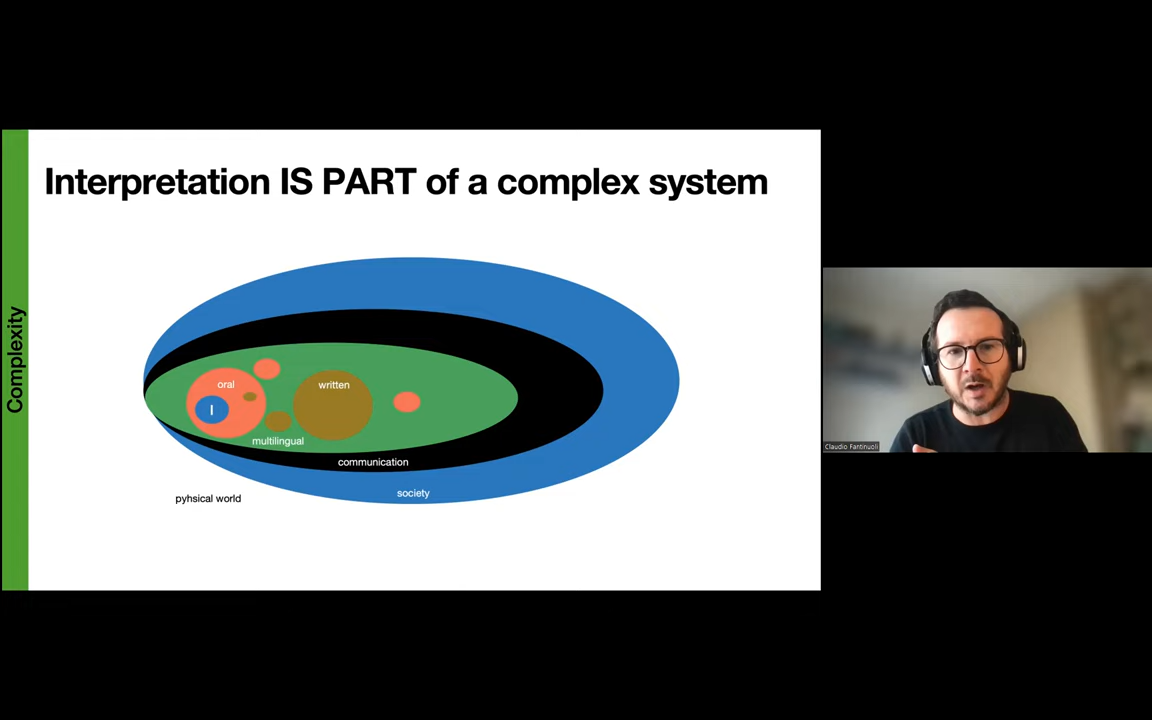 Complexity
Interpretation IS PART of a complex system
oral
written
I
multilingual
communication
society
pyhsical world
Claudio Fantinuoli